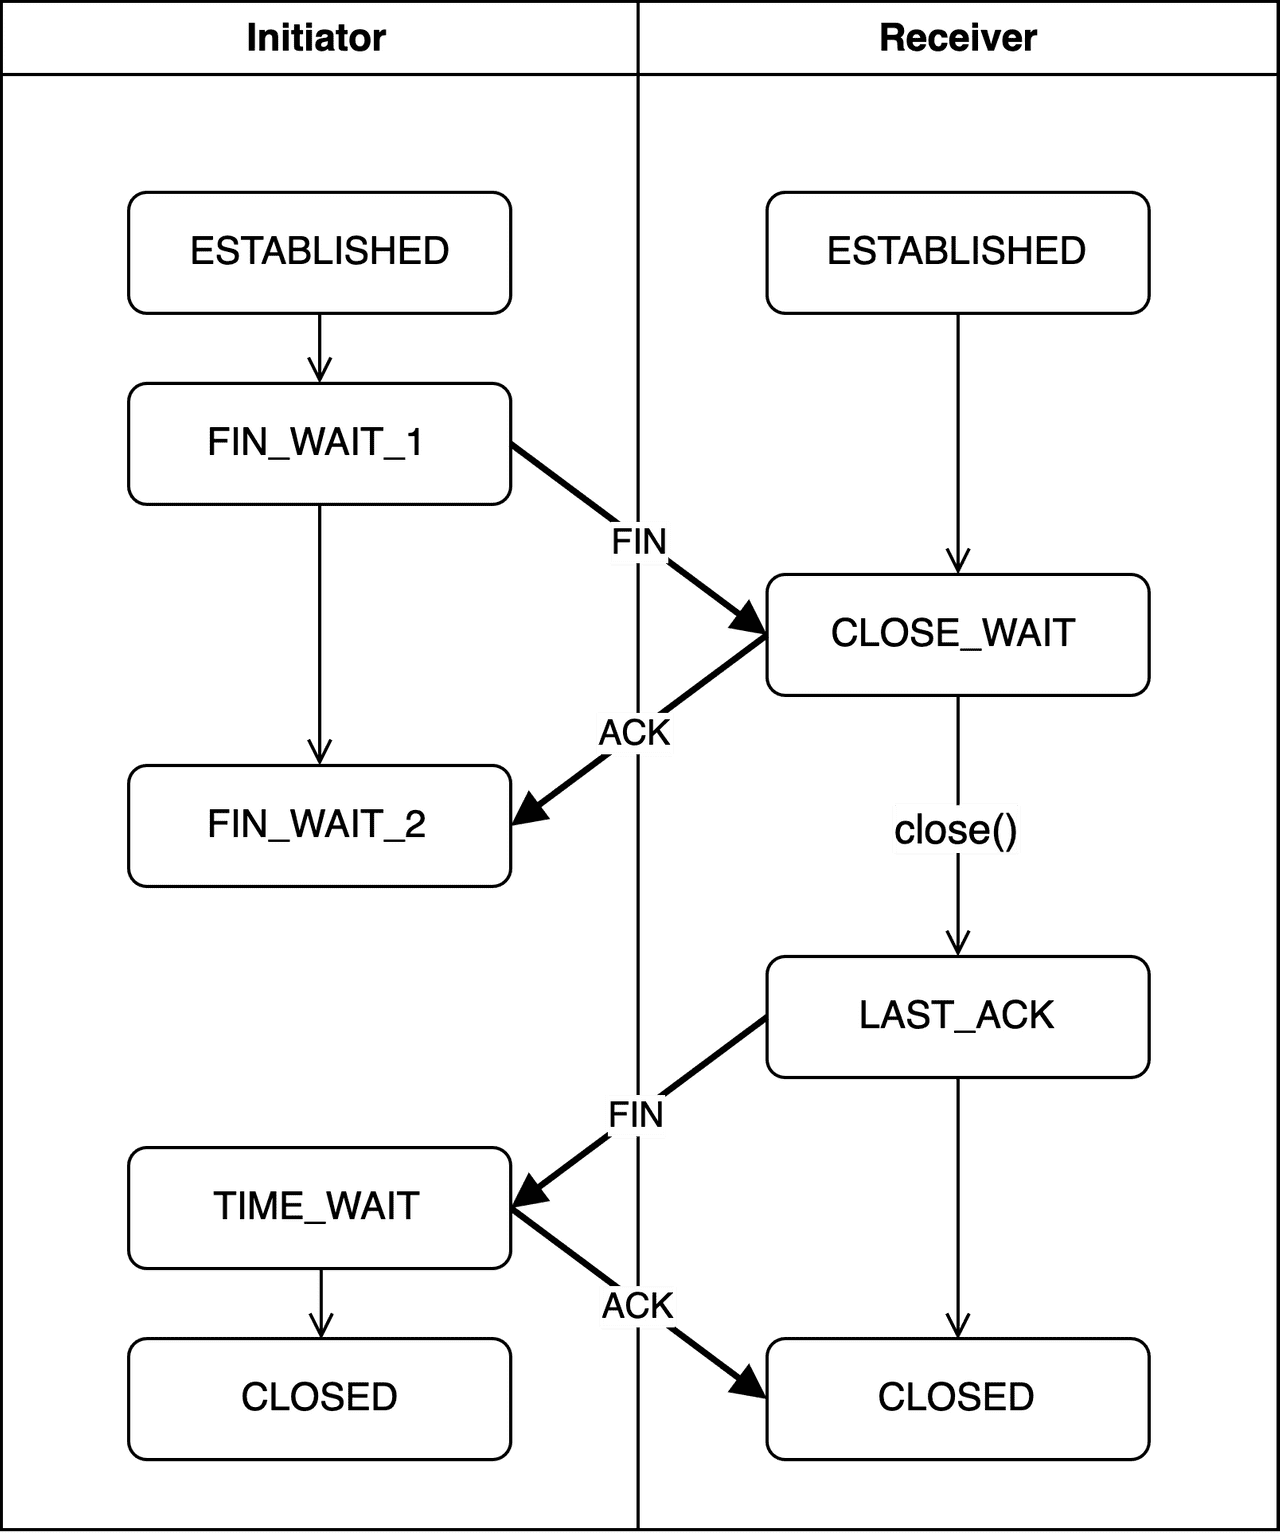 Initiator
Receiver
ESTABLISHED
ESTABLISHED
FIN_WAIT_1
FIN
CLOSE_WAIT
ACK
FIN_WAIT_2
close()
LAST_ACK
FIN
TIME_WAIT
ACK
CLOSED
CLOSED